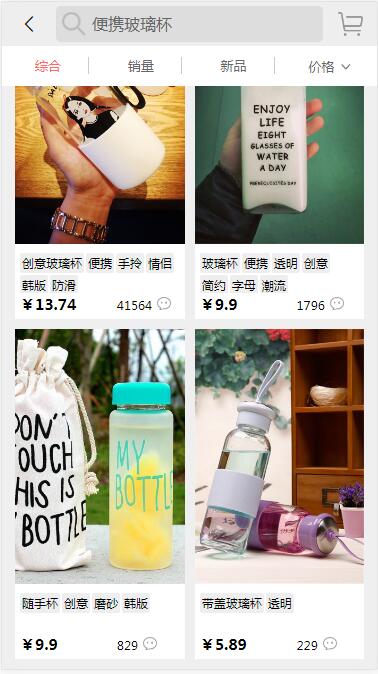 便携玻璃杯
综合 销量 新品 价格
ENJOY
LIFE
EIGHT
GLASSES OF
WATER
A DAY
PREREQUISITES DAY
创意玻璃杯 便携 手拎 情侣
韩版 防滑
¥13.74 41564
玻璃杯 便携 透明 创意
简约 字母 潮流
¥9.9 1796
DON'T
TOUCH
THIS IS
MY BOTTLE
MY
BOTTLE
随手杯 创意 磨砂 韩版
¥9.9 829
带盖玻璃杯 透明
¥5.89 229